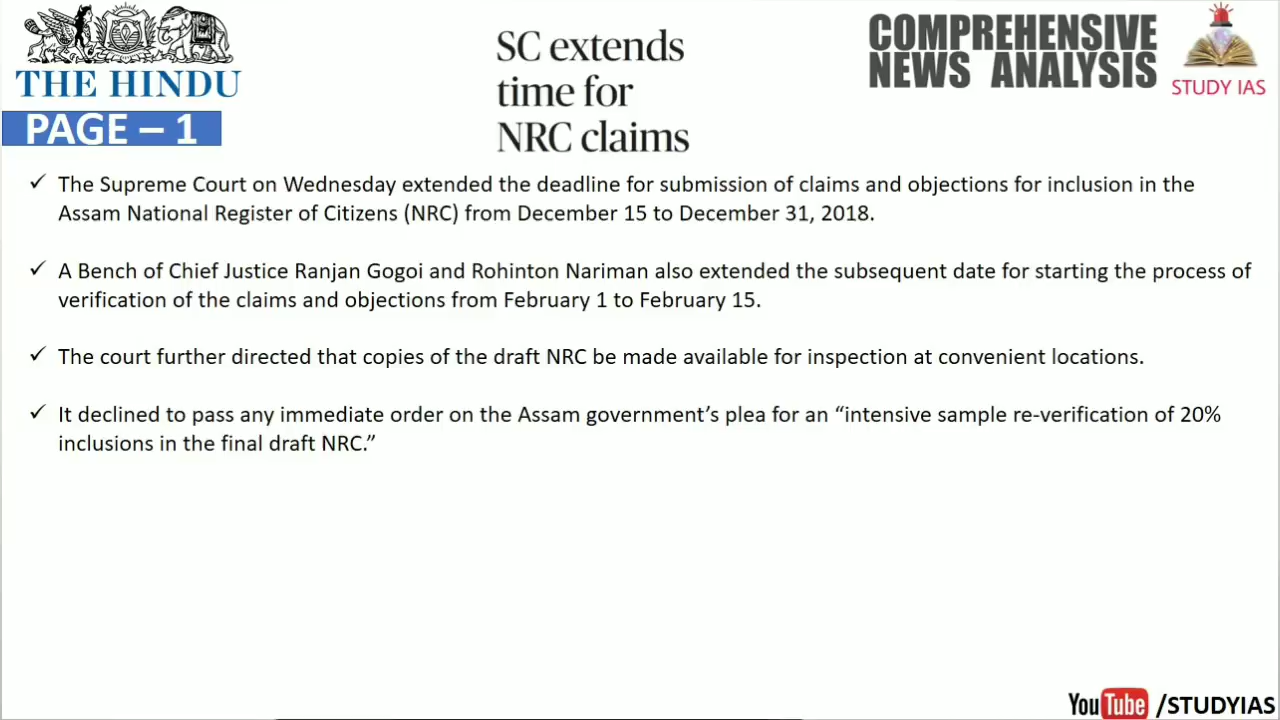 THE HINDU
PAGE – 1
SC extends
time for
NRC claims
COMPREHENSIVE
NEWS ANALYSIS
STUDY IAS
✓ The Supreme Court on Wednesday extended the deadline for submission of claims and objections for inclusion in the
Assam National Register of Citizens (NRC) from December 15 to December 31, 2018.
✓ A Bench of Chief Justice Ranjan Gogoi and Rohinton Nariman also extended the subsequent date for starting the process of
verification of the claims and objections from February 1 to February 15.
✓ The court further directed that copies of the draft NRC be made available for inspection at convenient locations.
✓ It declined to pass any immediate order on the Assam government’s plea for an “intensive sample re-verification of 20%
inclusions in the final draft NRC.”
YouTube /STUDYIAS